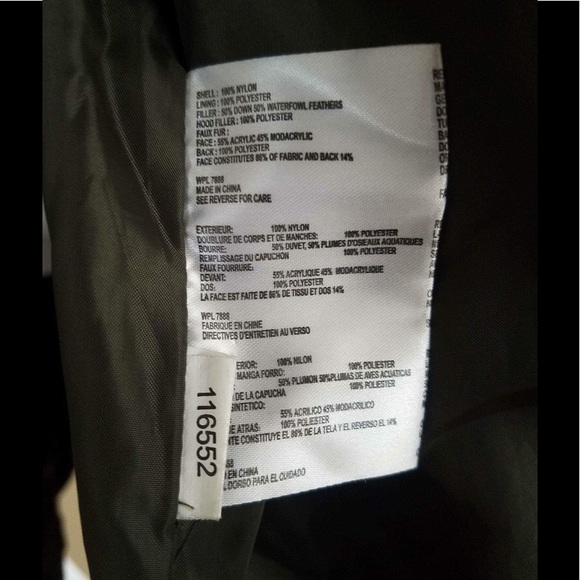 SHELL : 100% NYLON
LINING : 100% POLYESTER
FILLER : 50% DOWN 50% WATERFOWL FEATHERS
HOOD FILLER : 100% POLYESTER
FAUX FUR :
FACE : 55% ACRYLIC 45% MODACRYLIC
BACK : 100% POLYESTER
FACE CONSTITUTES 86% OF FABRIC AND BACK 14%
WPL 7888
MADE IN CHINA
SEE REVERSE FOR CARE
EXTERIEUR: 100% NYLON
DOUBLURE DE CORPS ET DE MANCHES: 100% POLYESTER
BOURRE: 50% DUVET, 50% PLUMES D'OISEAUX AQUATIQUES
REMPLISSAGE DU CAPUCHON 100% POLYESTER
FAUX FOURRURE:
DEVANT: 55% ACRYLIQUE 45% MODACRYLIQUE
DOS: 100% POLYESTER
LA FACE EST FAITE DE 86% DE TISSU ET DOS 14%
WPL 7888
FABRIQUE EN CHINE
DIRECTIVES D'ENTRETIEN AU VERSO
ERIOR: 100% NILON
MANGA FORRO: 100% POLIESTER
50% PLUMON 50%PLUMAS DE AVES ACUATICAS
O DE LA CAPUCHA 100% POLIESTER
SINTETICO:
55% ACRILICO 45% MODACRILICO
E ATRAS: 100% POLIESTER
NTE CONSTITUYE EL 86% DE LA TELA Y EL REVERSO EL 14%
EN CHINA
DORSO PARA EL CUIDADO
116552